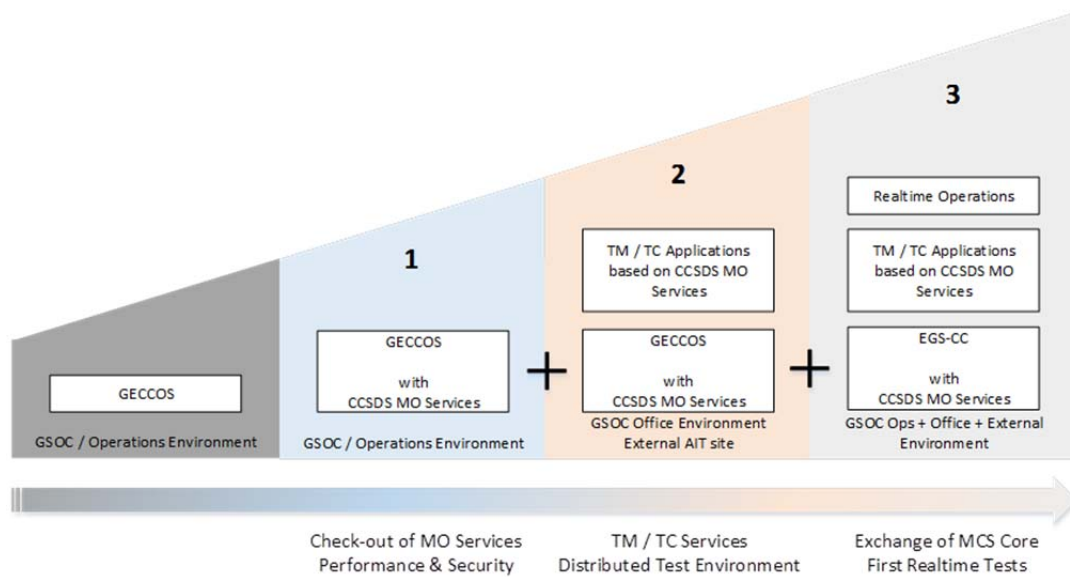 3
2
1
Realtime Operations
TM / TC Applications
based on CCSDS MO
Services
TM / TC Applications
based on CCSDS MO
Services
GECCOS
GSOC / Operations Environment
GECCOS
with
CCSDS MO Services
GSOC / Operations Environment
+
GECCOS
with
CCSDS MO Services
GSOC Office Environment
External AIT site
+
EGS-CC
with
CCSDS MO Services
GSOC Ops + Office + External
Environment
Check-out of MO Services
Performance & Security
TM / TC Services
Distributed Test Environment
Exchange of MCS Core
First Realtime Tests